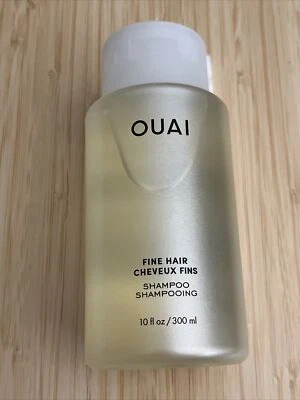 OUAI
FINE HAIR
CHEVEUX FINS
SHAMPOO
SHAMPOOING
10 fl oz / 300 ml